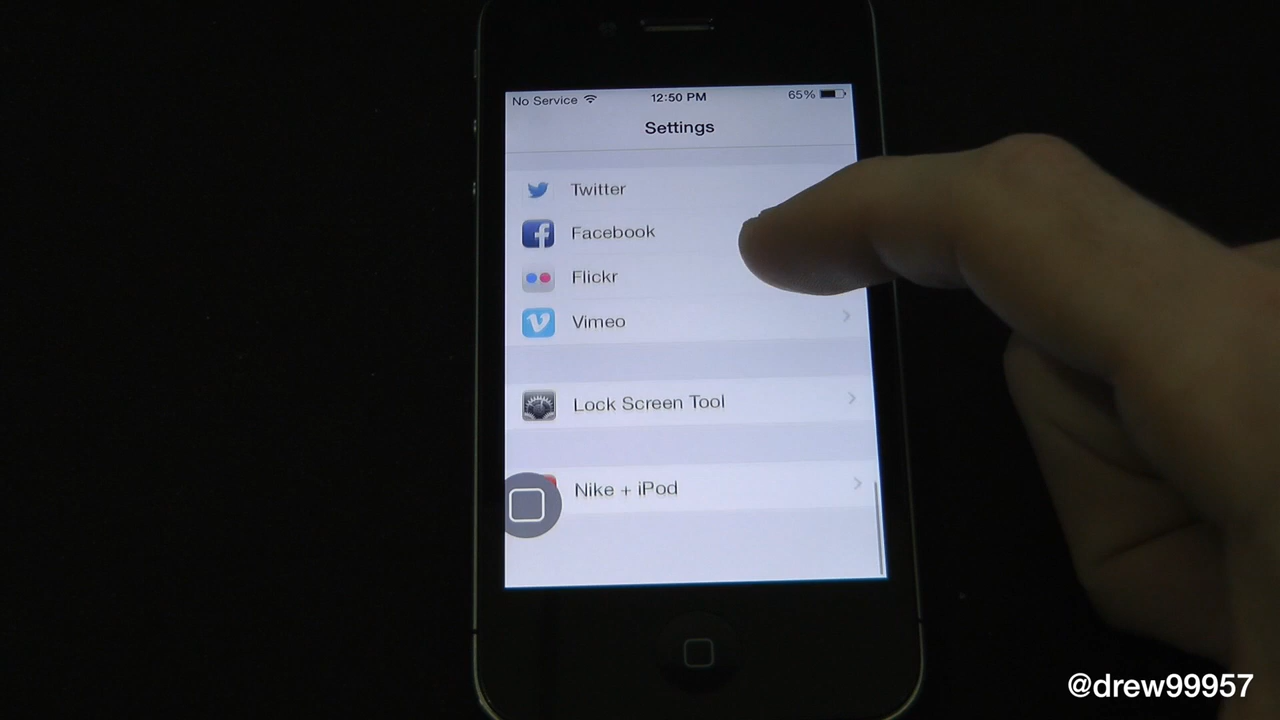 No Service 12:50 PM 65%
Settings
Twitter
Facebook
Flickr
Vimeo
Lock Screen Tool
Nike + iPod
@drew99957